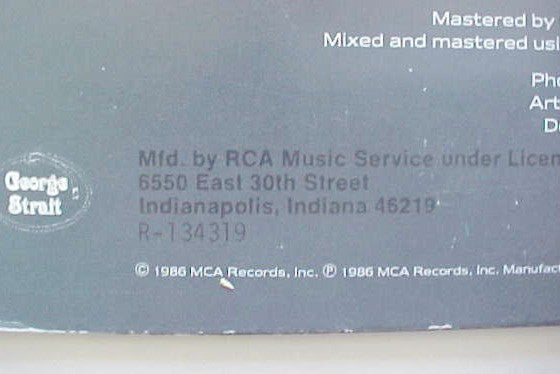 Mastered by
Mixed and mastered usi
Pho
Art
D
George
Strait
Mfd. by RCA Music Service under Licen
6550 East 30th Street
Indianapolis, Indiana 46219
R-134319
© 1986 MCA Records, Inc. ℗ 1986 MCA Records, Inc. Manufact